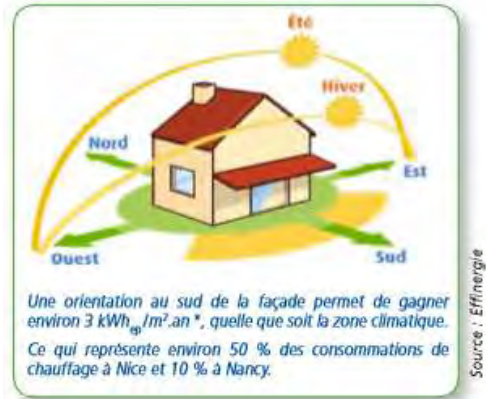 Été
Hiver
Nord
Est
Ouest
Sud
Une orientation au sud de la façade permet de gagner
environ 3 kWhep/m².an *, quelle que soit la zone climatique.
Ce qui représente environ 50 % des consommations de
chauffage à Nice et 10 % à Nancy.
Source : Effinergie